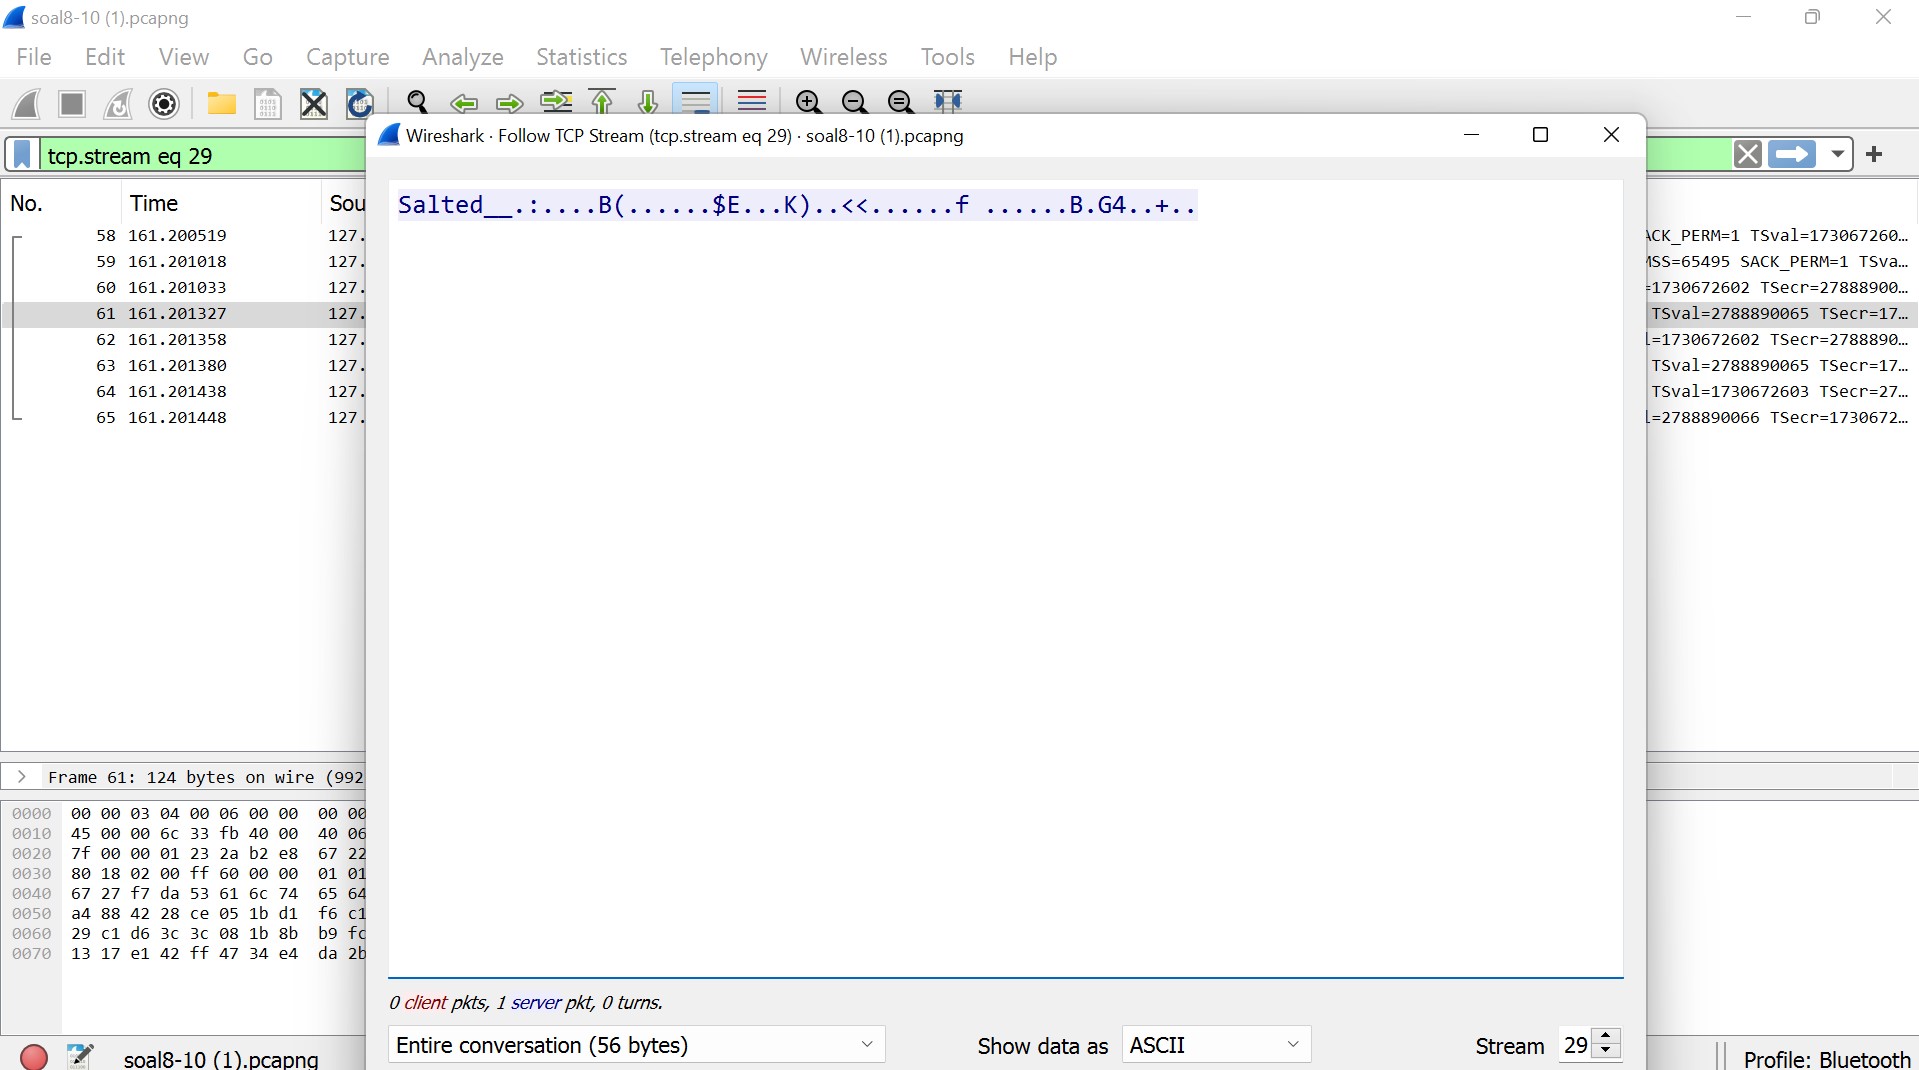 soal8-10 (1).pcapng
File Edit View Go Capture Analyze Statistics Telephony Wireless Tools Help
Wireshark · Follow TCP Stream (tcp.stream eq 29) · soal8-10 (1).pcapng
tcp.stream eq 29
No. Time Sou
Salted__.:....B(......$E...K)..<<......f ......B.G4..+..
58 161.200519 127. ACK_PERM=1 TSval=173067260…
59 161.201018 127. MSS=65495 SACK_PERM=1 TSva…
60 161.201033 127. =1730672602 TSecr=27888900…
61 161.201327 127. TSval=2788890065 TSecr=17…
62 161.201358 127. l=1730672602 TSecr=2788890…
63 161.201380 127. TSval=2788890065 TSecr=17…
64 161.201438 127. TSval=1730672603 TSecr=27…
65 161.201448 127. l=2788890066 TSecr=1730672…
Frame 61: 124 bytes on wire (992
0000 00 00 03 04 00 06 00 00 00 00
0010 45 00 00 6c 33 fb 40 00 40 06
0020 7f 00 00 01 23 2a b2 e8 67 22
0030 80 18 02 00 ff 60 00 00 01 01
0040 67 27 f7 da 53 61 6c 74 65 64
0050 a4 88 42 28 ce 05 1b d1 f6 c1
0060 29 c1 d6 3c 3c 08 1b 8b b9 fc
0070 13 17 e1 42 ff 47 34 e4 da 2b
0 client pkts, 1 server pkt, 0 turns.
Entire conversation (56 bytes) Show data as ASCII Stream 29
soal8-10 (1).pcapng Profile: Bluetooth